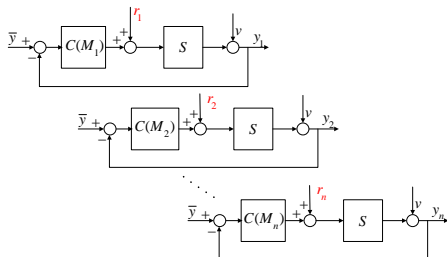 r₁
ȳ + − C(M₁) + + S v y₁
r₂
ȳ + − C(M₂) + + S v y₂
. . . . .
rₙ
ȳ + − C(Mₙ) + + S v yₙ